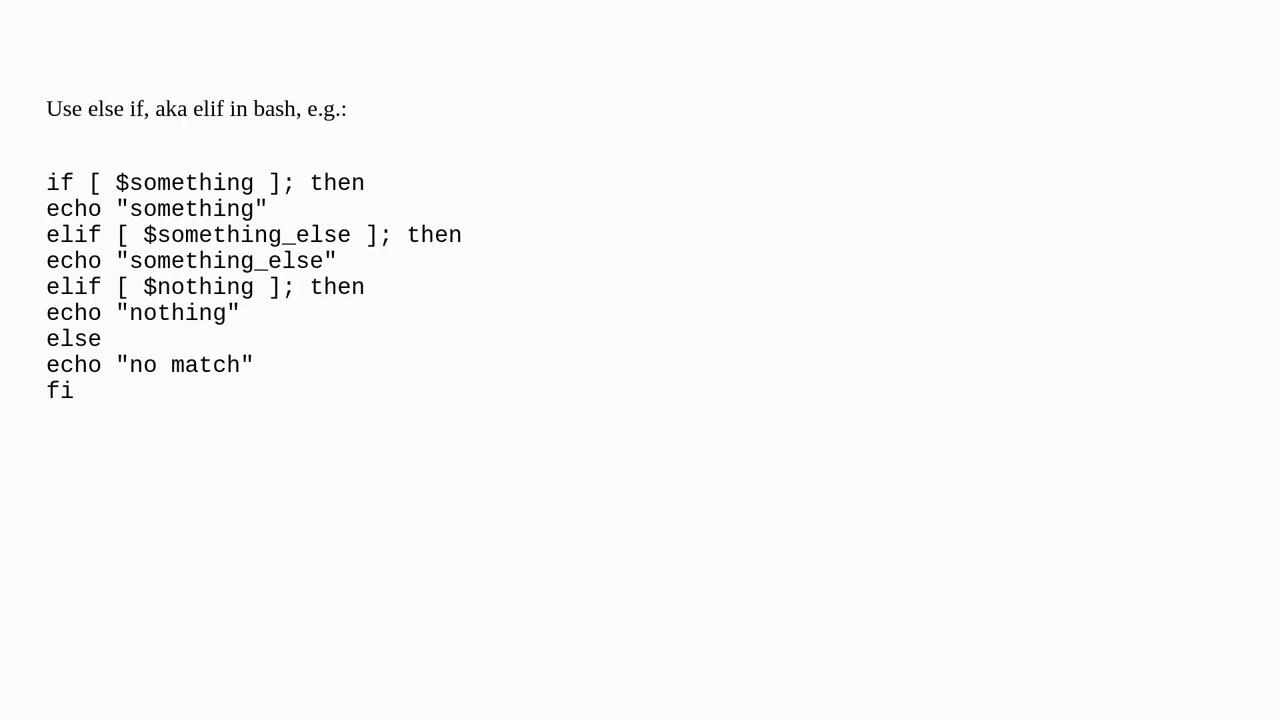 Use else if, aka elif in bash, e.g.:
if [ $something ]; then
echo "something"
elif [ $something_else ]; then
echo "something_else"
elif [ $nothing ]; then
echo "nothing"
else
echo "no match"
fi